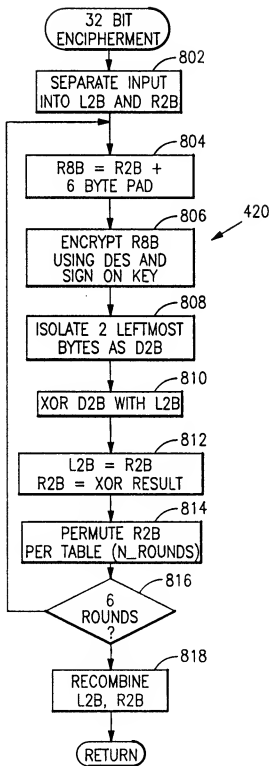 32 BIT
ENCIPHERMENT
802
SEPARATE INPUT
INTO L2B AND R2B
804
R8B = R2B +
6 BYTE PAD
806
420
ENCRYPT R8B
USING DES AND
SIGN ON KEY
808
ISOLATE 2 LEFTMOST
BYTES AS D2B
810
XOR D2B WITH L2B
812
L2B = R2B
R2B = XOR RESULT
814
PERMUTE R2B
PER TABLE (N_ROUNDS)
816
6
ROUNDS
?
818
RECOMBINE
L2B, R2B
RETURN